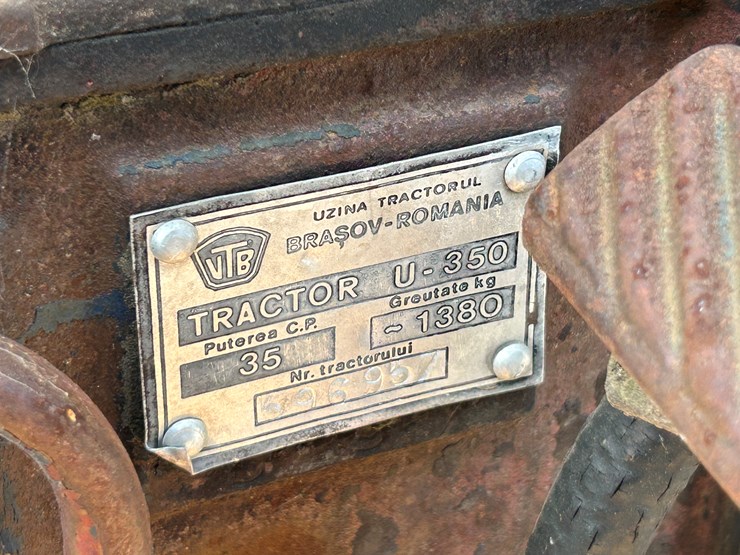 UZINA TRACTORUL
BRAȘOV-ROMANIA
UTB
TRACTOR U-350
Puterea C.P.
Greutate kg
35
~1380
Nr. tractorului